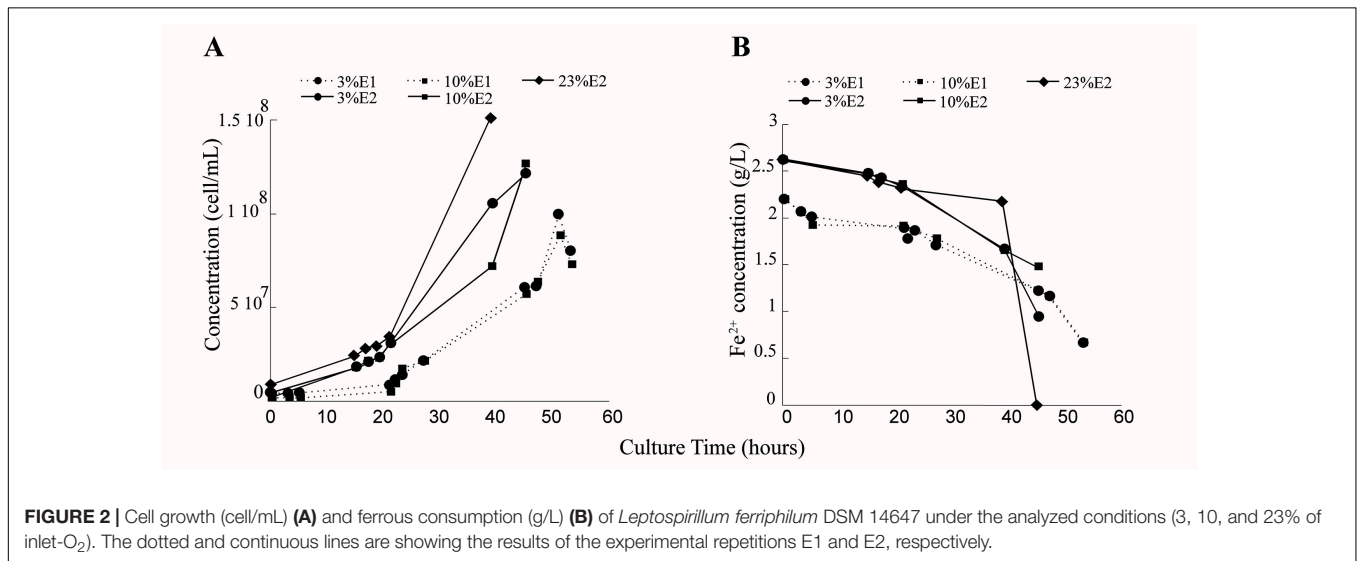 A
B
3%E1 10%E1 23%E2
3%E2 10%E2
3%E1 10%E1 23%E2
3%E2 10%E2
Concentration (cell/mL)
1.5 10 8
1 10 8
5 10 7
0
0 10 20 30 40 50 60
Fe2+ concentration (g/L)
3
2.5
2
1.5
1
0.5
0
0 10 20 30 40 50 60
Culture Time (hours)
FIGURE 2 | Cell growth (cell/mL) (A) and ferrous consumption (g/L) (B) of Leptospirillum ferriphilum DSM 14647 under the analyzed conditions (3, 10, and 23% of
inlet-O2). The dotted and continuous lines are showing the results of the experimental repetitions E1 and E2, respectively.